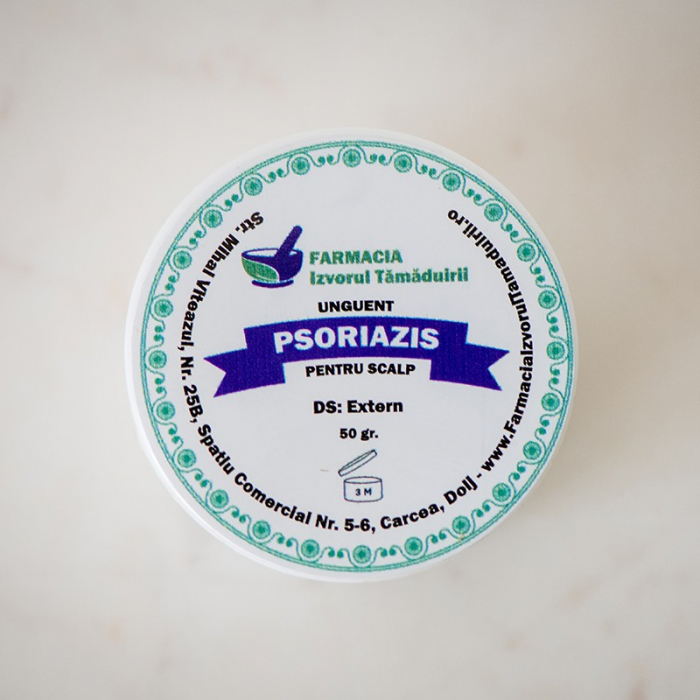 FARMACIA
Izvorul Tămăduirii
UNGUENT
PSORIAZIS
PENTRU SCALP
DS: Extern
50 gr.
3 M
Str. Mihai Viteazul, Nr. 25B, Spatiu Comercial Nr. 5-6, Carcea, Dolj - www.FarmaciaIzvorulTamaduirii.ro